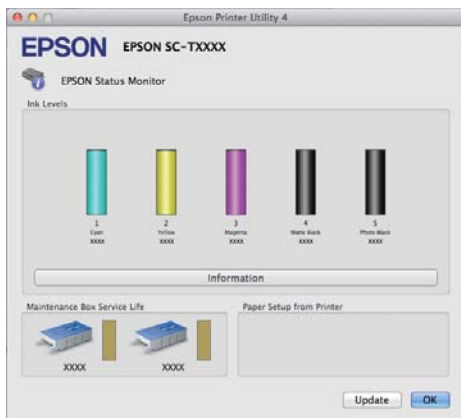 Epson Printer Utility 4
EPSON EPSON SC-TXXXX
EPSON Status Monitor
Ink Levels
1 2 3 4 5
Cyan Yellow Magenta Matte Black Photo Black
XXXX XXXX XXXX XXXX XXXX
Information
Maintenance Box Service Life Paper Setup from Printer
XXXX XXXX
Update OK